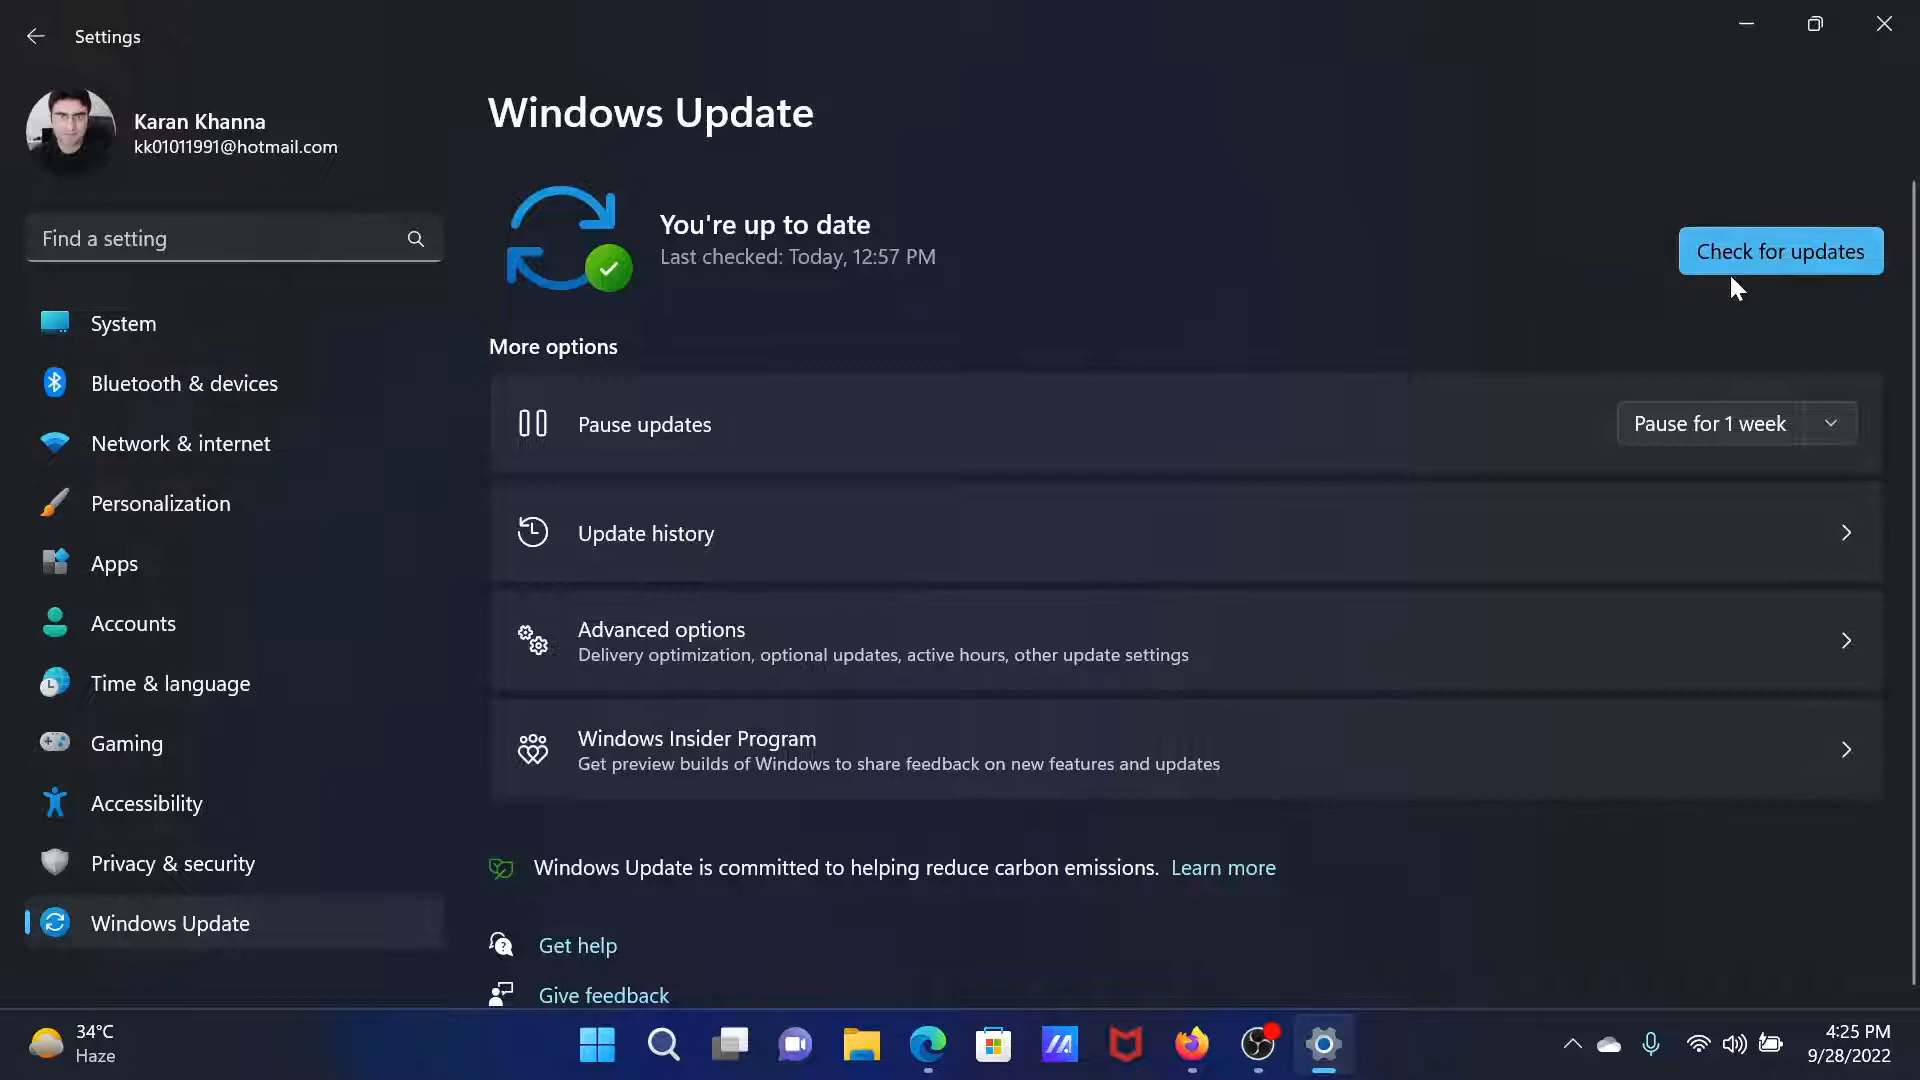 Settings
Karan Khanna
kk01011991@hotmail.com
Find a setting
System
Bluetooth & devices
Network & internet
Personalization
Apps
Accounts
Time & language
Gaming
Accessibility
Privacy & security
Windows Update
Windows Update
You're up to date
Last checked: Today, 12:57 PM
Check for updates
More options
Pause updates
Pause for 1 week
Update history
Advanced options
Delivery optimization, optional updates, active hours, other update settings
Windows Insider Program
Get preview builds of Windows to share feedback on new features and updates
Windows Update is committed to helping reduce carbon emissions. Learn more
Get help
Give feedback
34°C
Haze
4:25 PM
9/28/2022